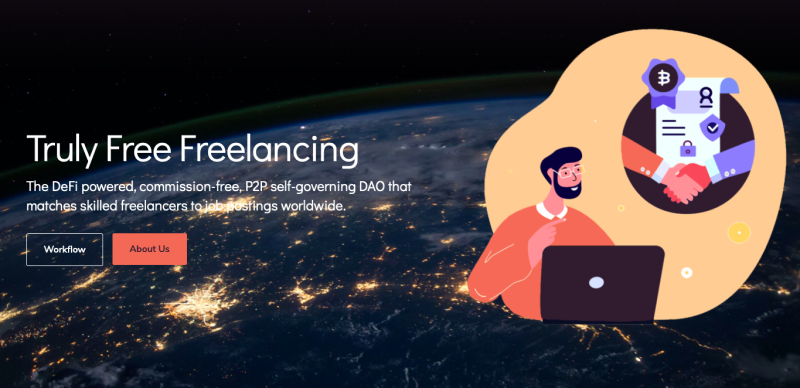 Truly Free Freelancing
The DeFi powered, commission-free, P2P self-governing DAO that
matches skilled freelancers to job postings worldwide.
Workflow
About Us